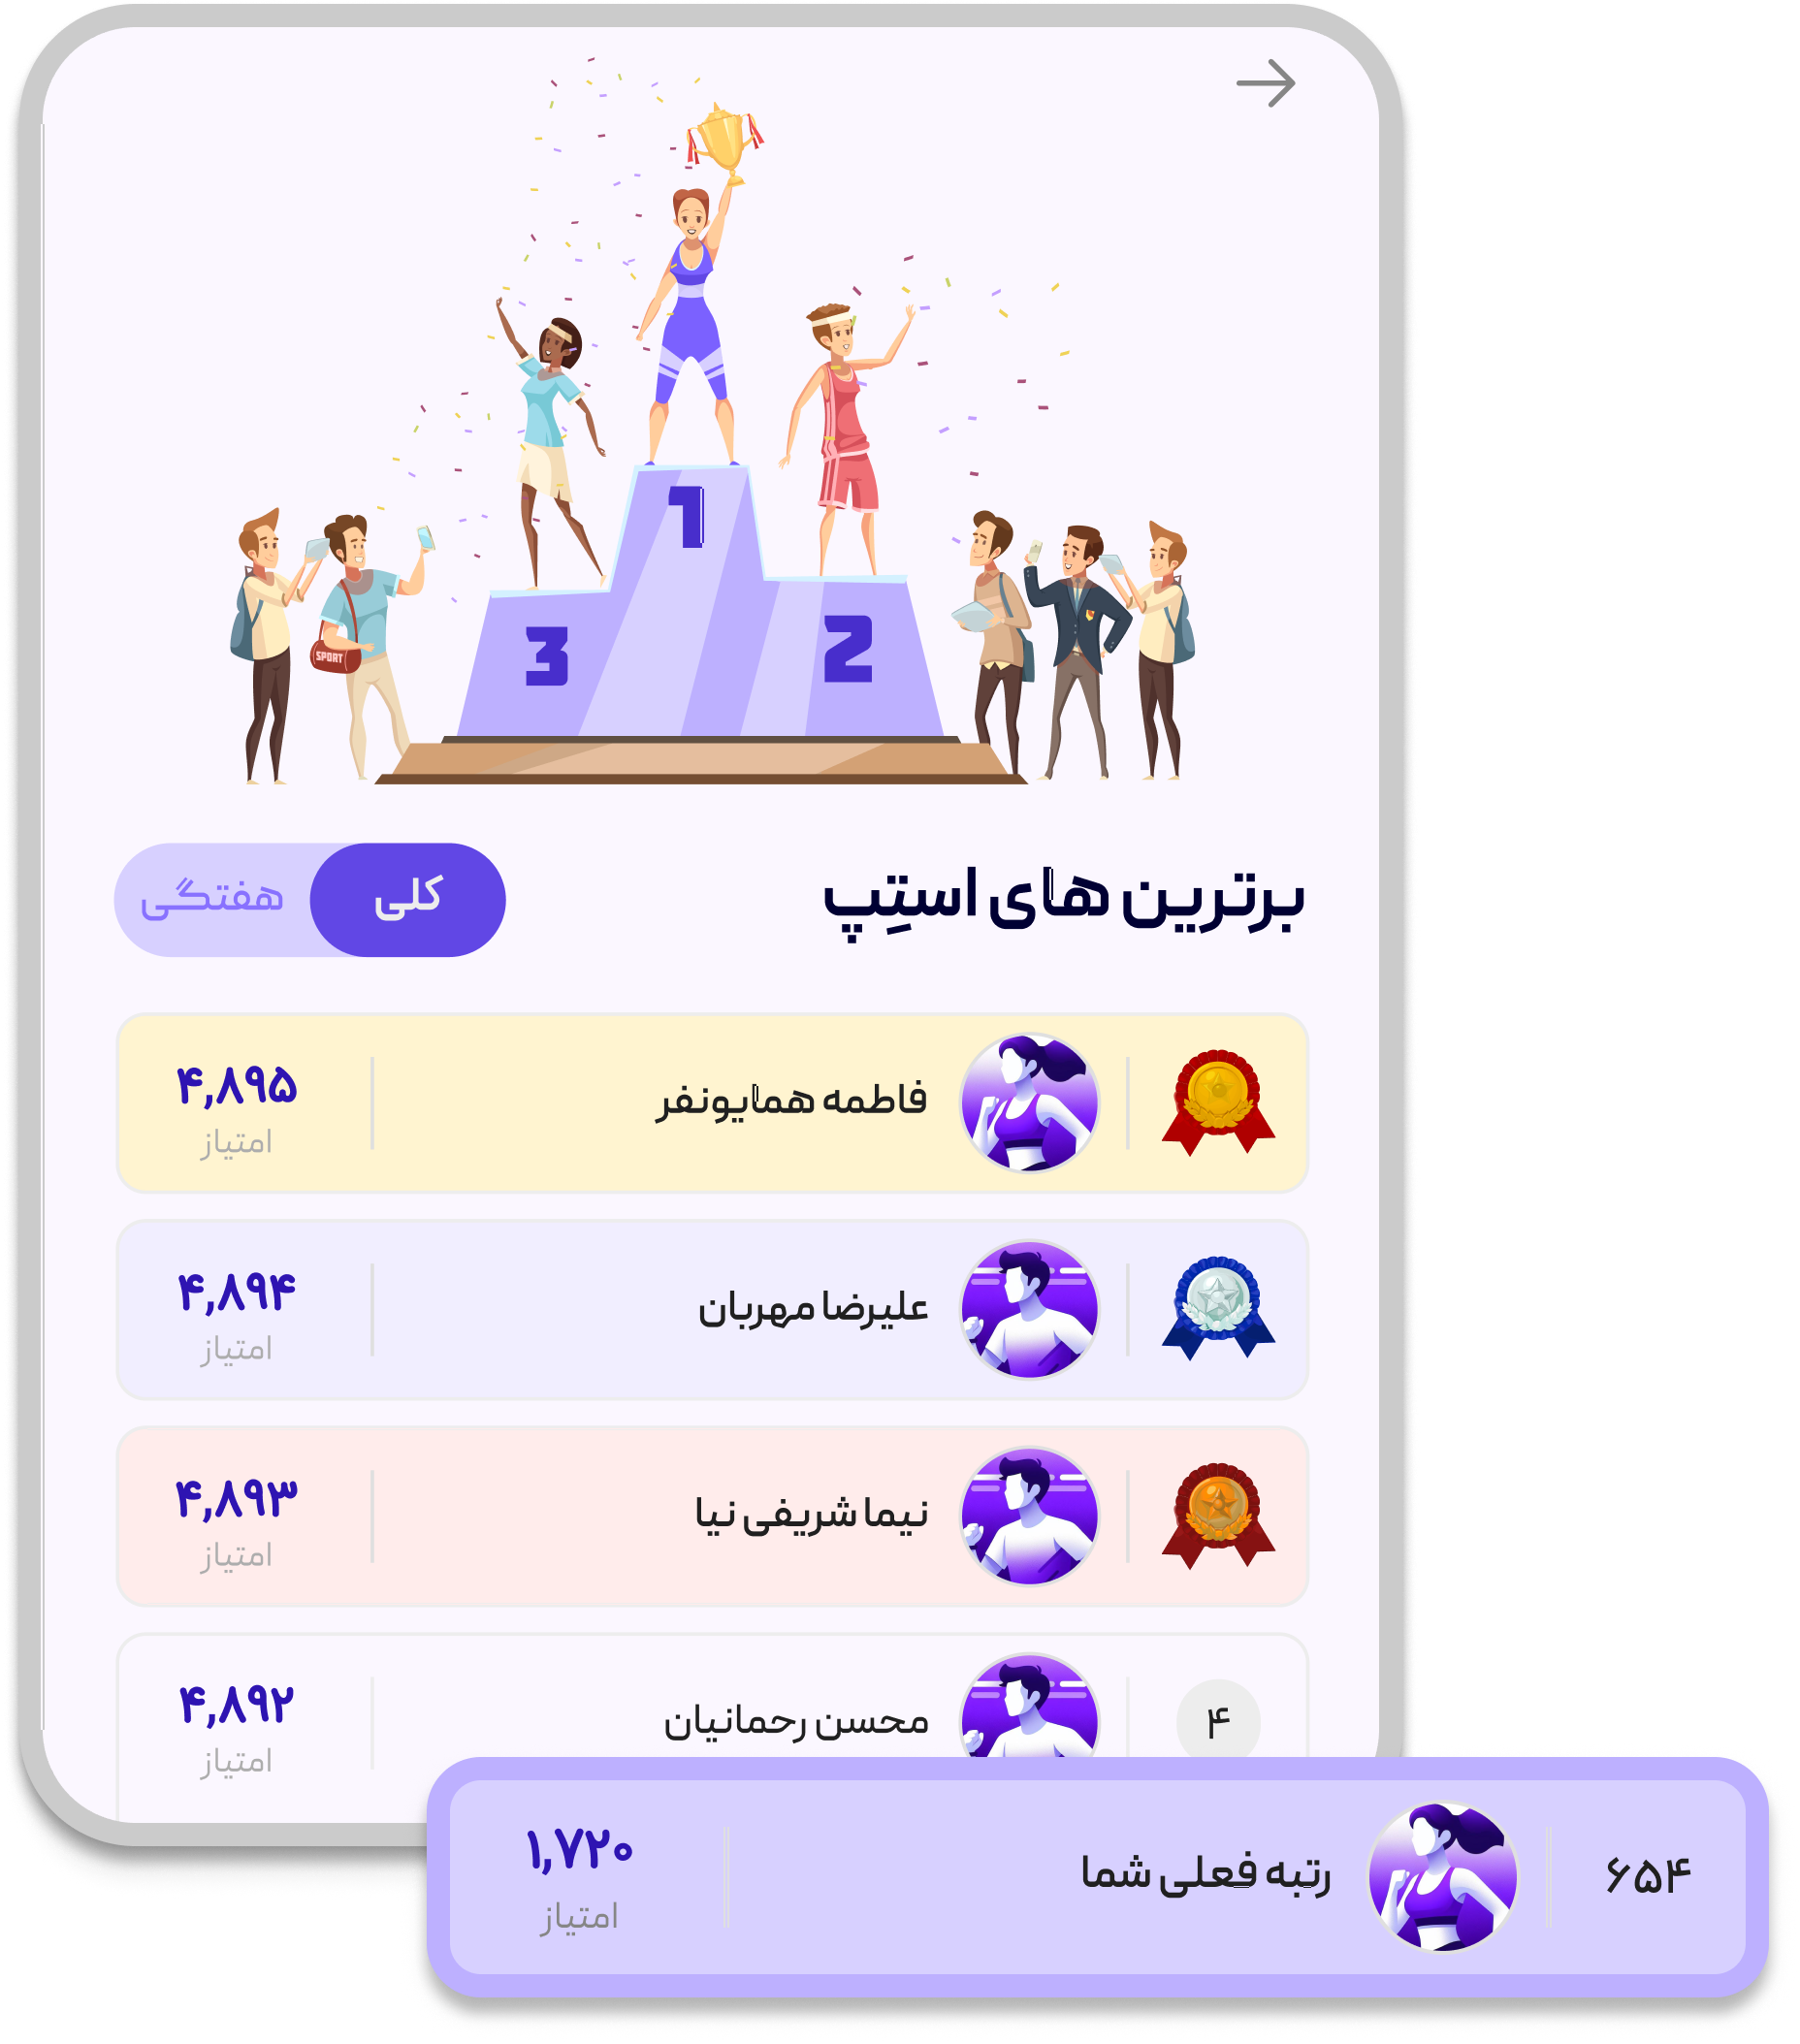 1
2
3
SPORT
برترین های استِپ
کلی
هفتگی
فاطمه همایونفر
۴,۸۹۵
امتیاز
علیرضا مهربان
۴,۸۹۴
امتیاز
نیما شریفی نیا
۴,۸۹۳
امتیاز
۴
محسن رحمانیان
۴,۸۹۲
امتیاز
۶۵۴
رتبه فعلی شما
۱,۷۲۰
امتیاز